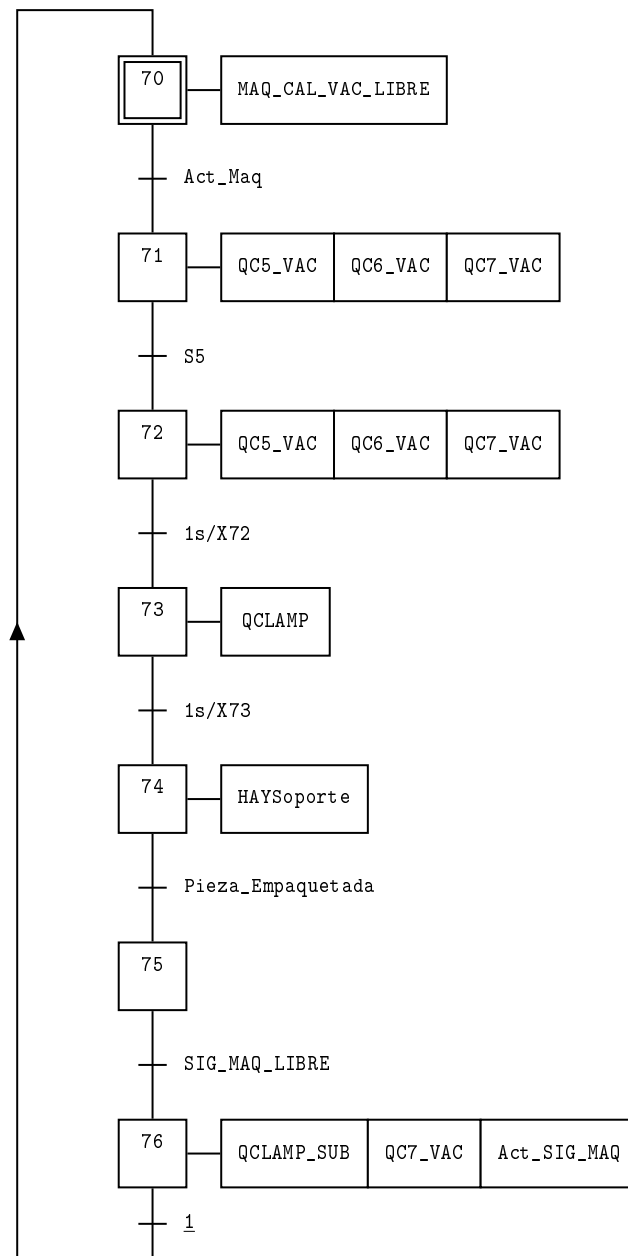 70 MAQ_CAL_VAC_LIBRE
Act_Maq
71 QC5_VAC QC6_VAC QC7_VAC
S5
72 QC5_VAC QC6_VAC QC7_VAC
1s/X72
73 QCLAMP
1s/X73
74 HAYSoporte
Pieza_Empaquetada
75
SIG_MAQ_LIBRE
76 QCLAMP_SUB QC7_VAC Act_SIG_MAQ
1